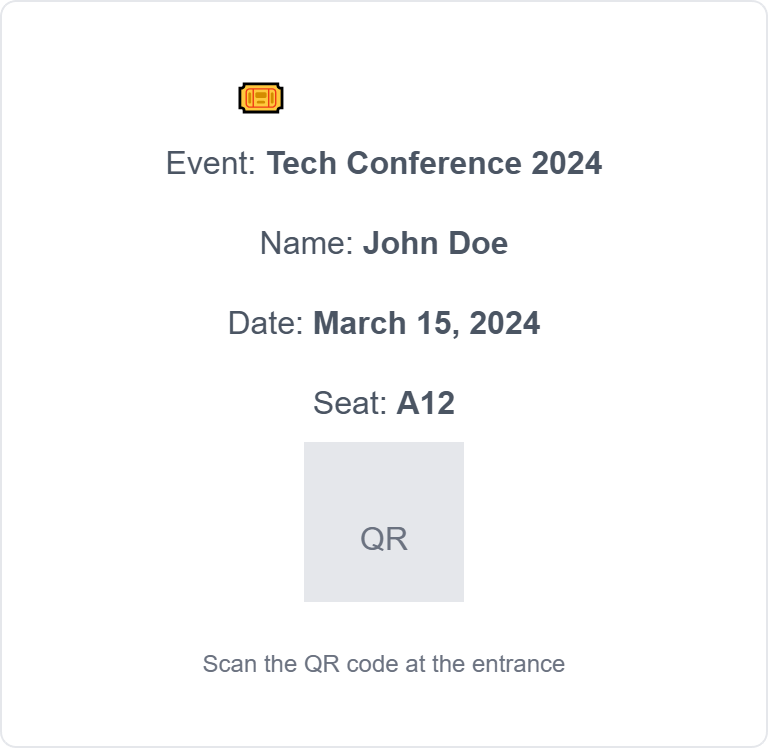 Event: Tech Conference 2024
Name: John Doe
Date: March 15, 2024
Seat: A12
QR
Scan the QR code at the entrance